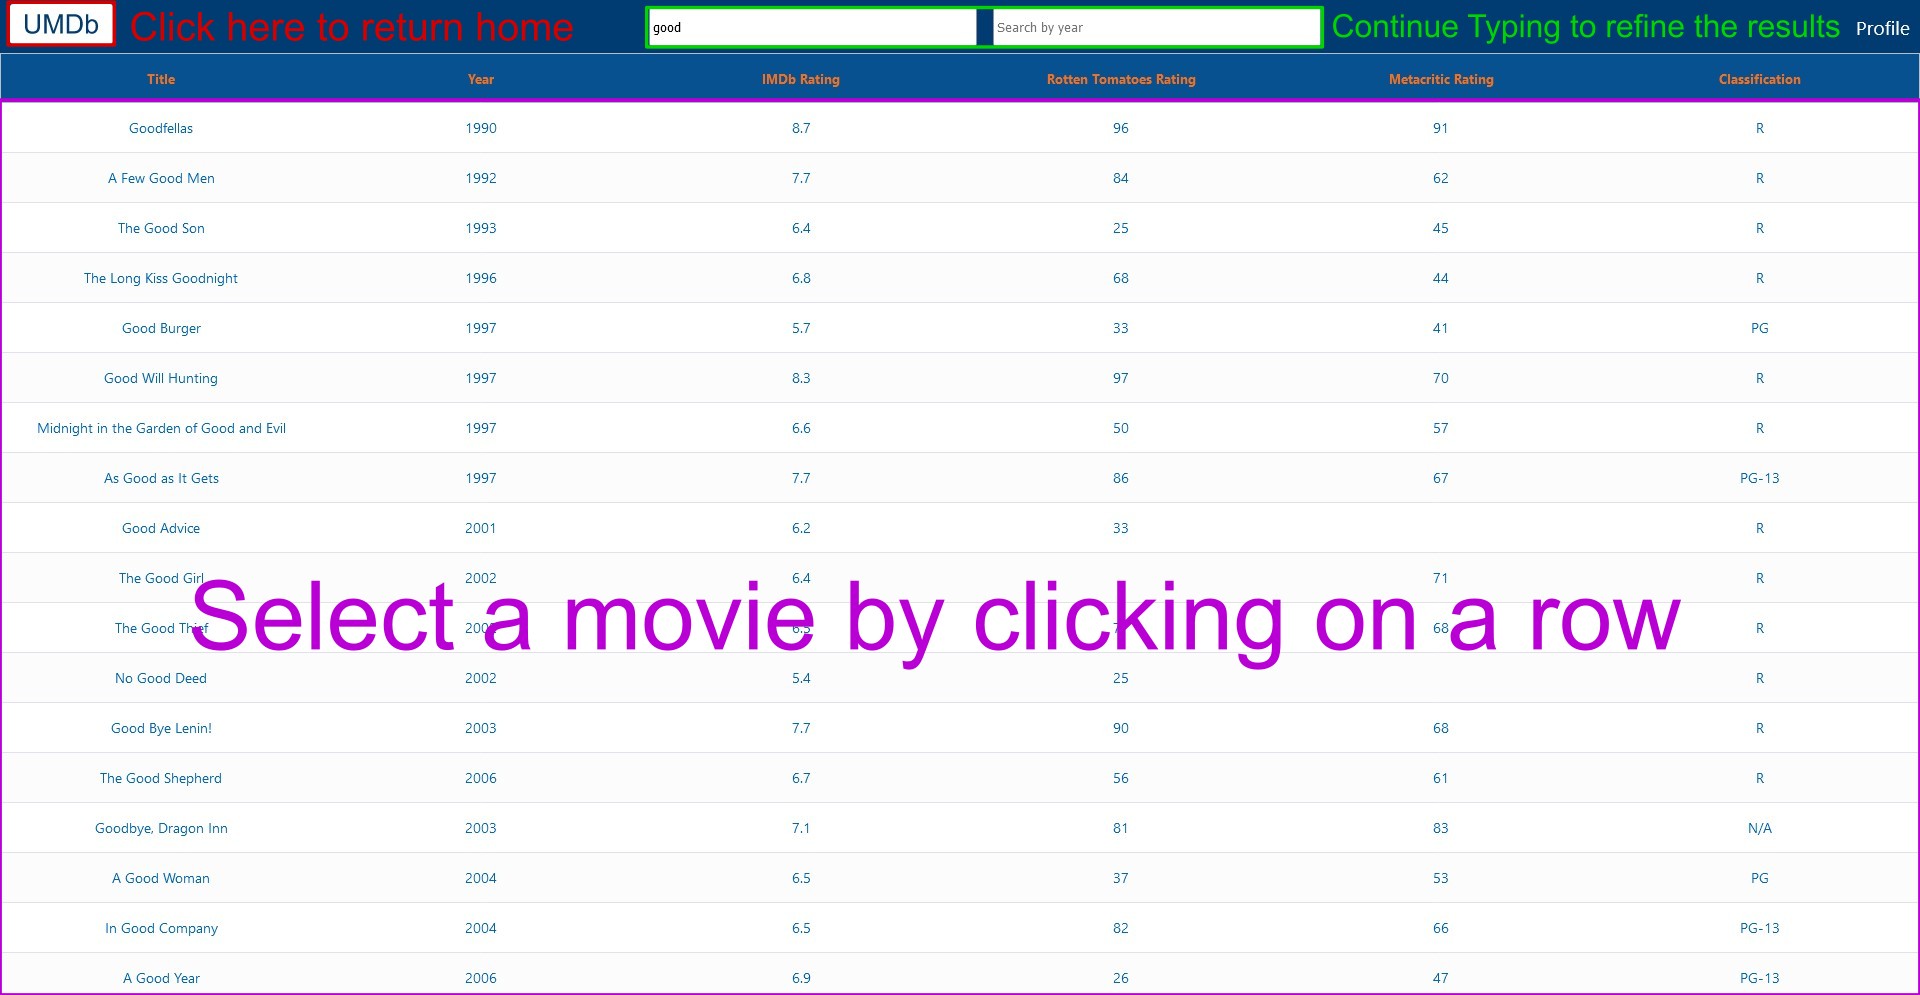 UMDb Click here to return home good Search by year Continue Typing to refine the results Profile
Title Year IMDb Rating Rotten Tomatoes Rating Metacritic Rating Classification
Goodfellas 1990 8.7 96 91 R
A Few Good Men 1992 7.7 84 62 R
The Good Son 1993 6.4 25 45 R
The Long Kiss Goodnight 1996 6.8 68 44 R
Good Burger 1997 5.7 33 41 PG
Good Will Hunting 1997 8.3 97 70 R
Midnight in the Garden of Good and Evil 1997 6.6 50 57 R
As Good as It Gets 1997 7.7 86 67 PG-13
Good Advice 2001 6.2 33 R
The Good Girl 2002 6.4 71 R
Select a movie by clicking on a row
The Good Thief 2002 6.5 68 R
No Good Deed 2002 5.4 25 R
Good Bye Lenin! 2003 7.7 90 68 R
The Good Shepherd 2006 6.7 56 61 R
Goodbye, Dragon Inn 2003 7.1 81 83 N/A
A Good Woman 2004 6.5 37 53 PG
In Good Company 2004 6.5 82 66 PG-13
A Good Year 2006 6.9 26 47 PG-13